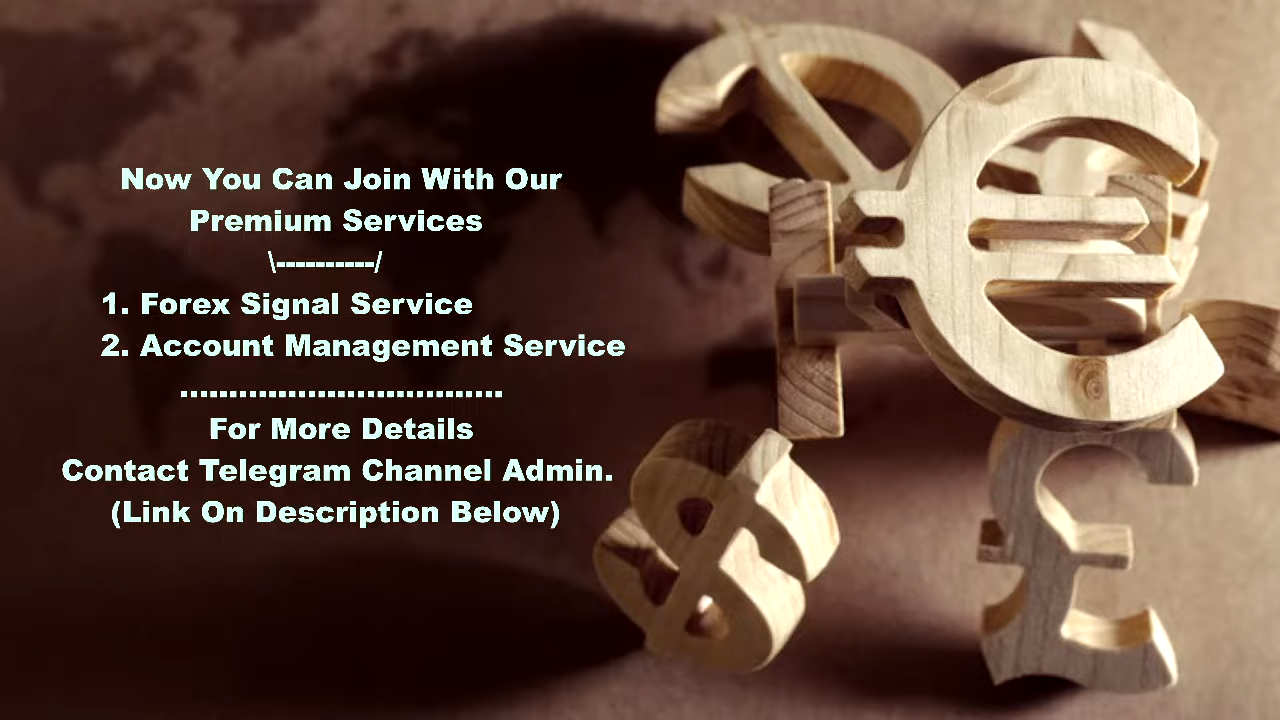 Now You Can Join With Our
Premium Services
\----------/
1. Forex Signal Service
2. Account Management Service
.................................
For More Details
Contact Telegram Channel Admin.
(Link On Description Below)